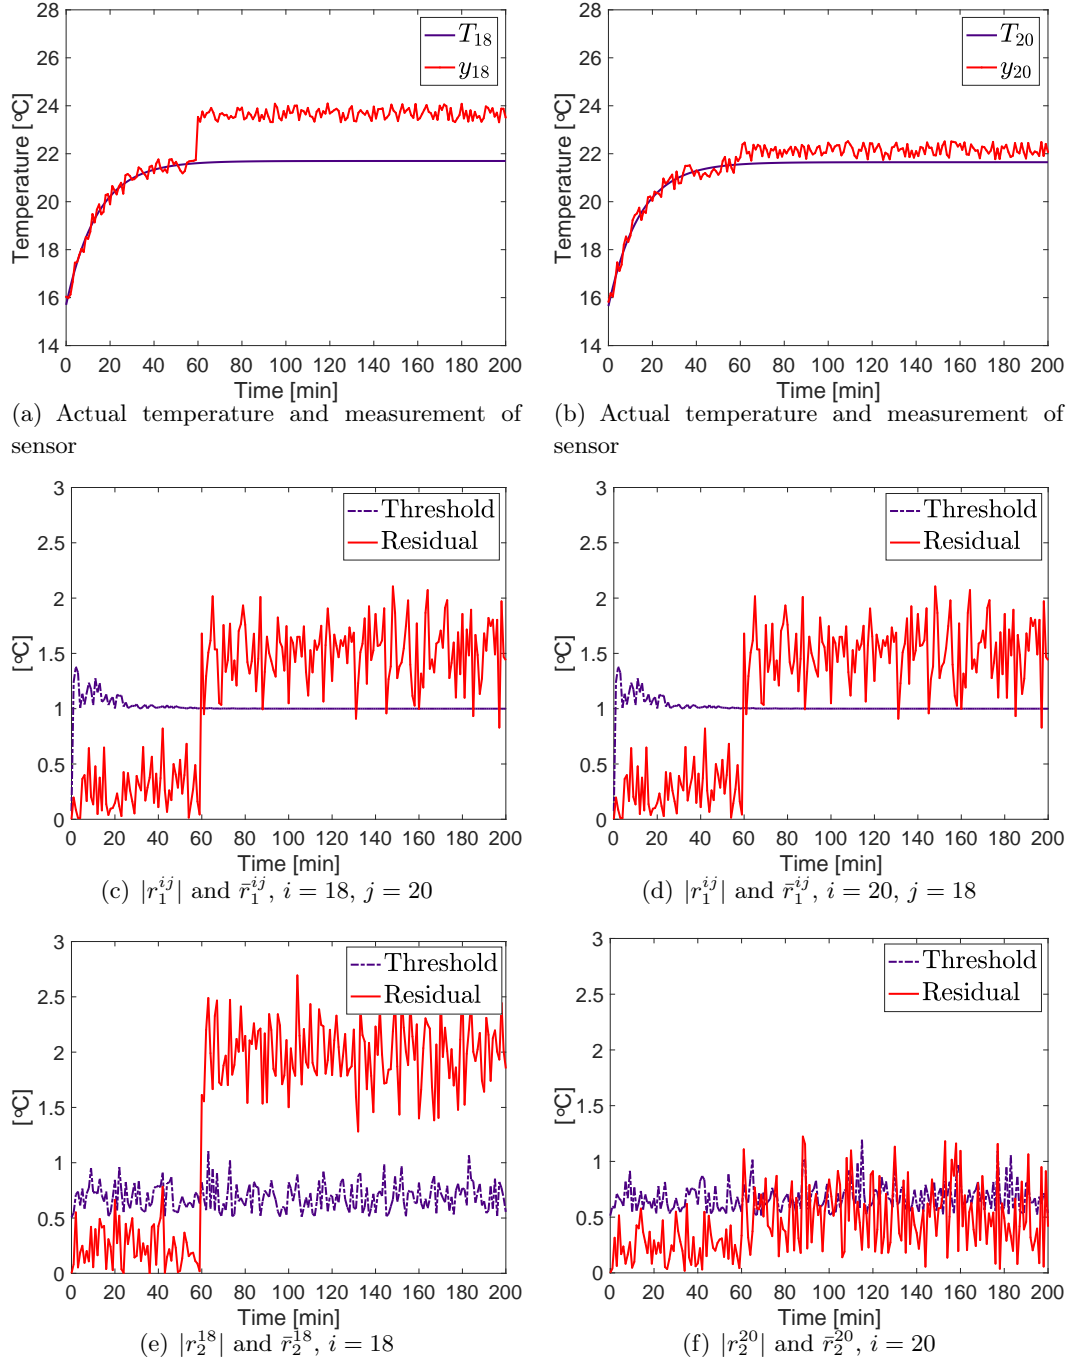 28
26
24
22
20
18
16
14
Temperature [ºC]
T18
y18
0 20 40 60 80 100 120 140 160 180 200
Time [min]
(a) Actual temperature and measurement of
sensor
28
26
24
22
20
18
16
14
Temperature [ºC]
T20
y20
0 20 40 60 80 100 120 140 160 180 200
Time [min]
(b) Actual temperature and measurement of
sensor
3
2.5
2
1.5
1
0.5
0
[ºC]
Threshold
Residual
0 20 40 60 80 100 120 140 160 180 200
Time [min]
(c) |r₁^{ij}| and r̄₁^{ij}, i = 18, j = 20
3
2.5
2
1.5
1
0.5
0
[ºC]
Threshold
Residual
0 20 40 60 80 100 120 140 160 180 200
Time [min]
(d) |r₁^{ij}| and r̄₁^{ij}, i = 20, j = 18
3
2.5
2
1.5
1
0.5
0
[ºC]
Threshold
Residual
0 20 40 60 80 100 120 140 160 180 200
Time [min]
(e) |r₂¹⁸| and r̄₂¹⁸, i = 18
3
2.5
2
1.5
1
0.5
0
[ºC]
Threshold
Residual
0 20 40 60 80 100 120 140 160 180 200
Time [min]
(f) |r₂²⁰| and r̄₂²⁰, i = 20